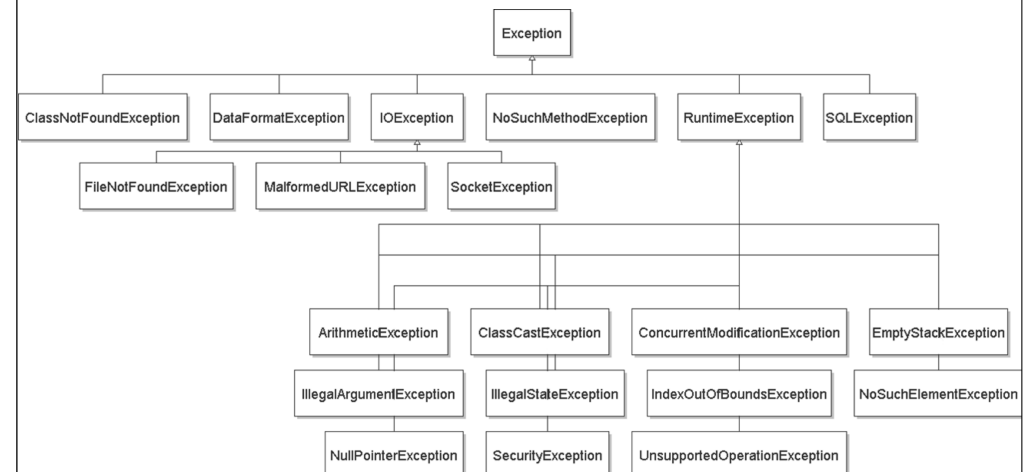 Exception
ClassNotFoundException
DataFormatException
IOException
NoSuchMethodException
RuntimeException
SQLException
FileNotFoundException
MalformedURLException
SocketException
ArithmeticException
ClassCastException
ConcurrentModificationException
EmptyStackException
IllegalArgumentException
IllegalStateException
IndexOutOfBoundsException
NoSuchElementException
NullPointerException
SecurityException
UnsupportedOperationException